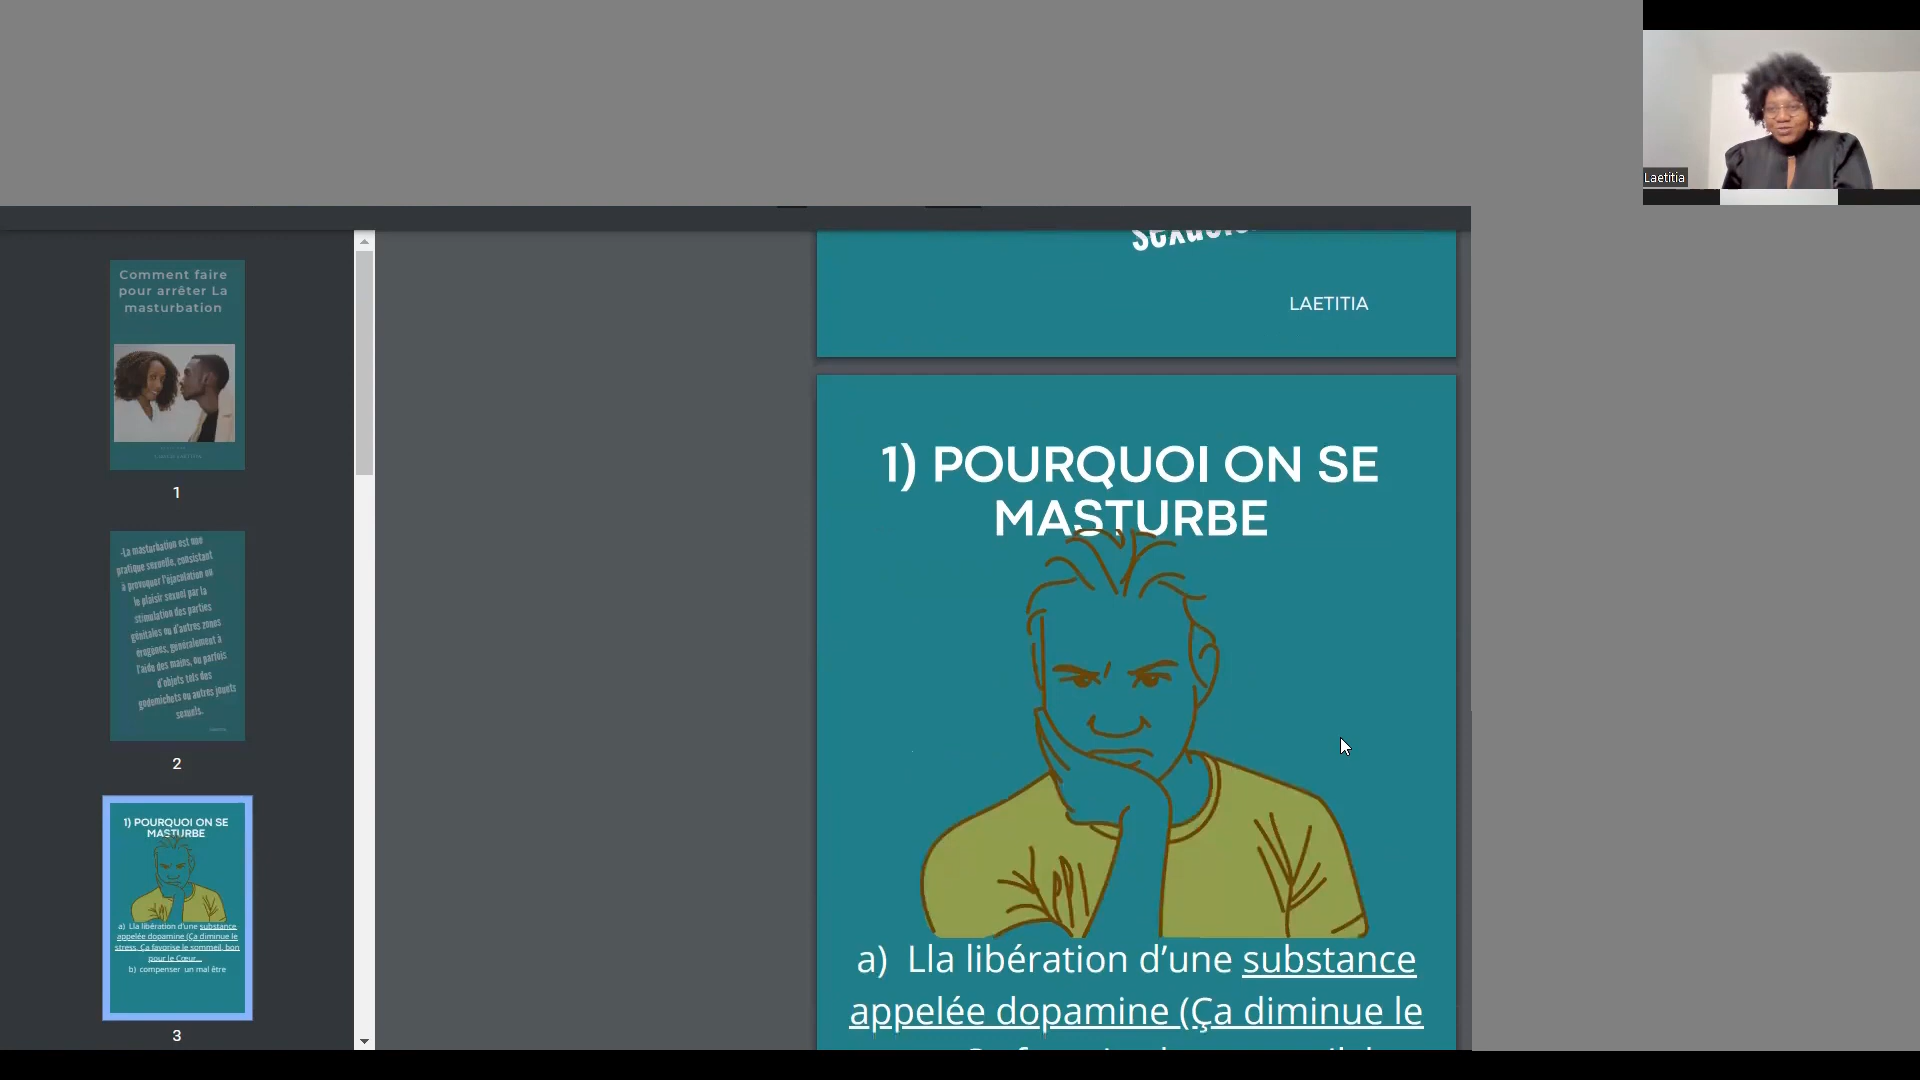 Laetitia
Comment faire
pour arrêter La
masturbation
1
-La masturbation est une
pratique sexuelle, consistant
à provoquer l'éjaculation ou
le plaisir sexuel par la
stimulation des parties
génitales ou d'autres zones
érogènes, généralement à
l'aide des mains, ou parfois
d'objets tels des
godemichets ou autres jouets
sexuels.
2
1) POURQUOI ON SE
MASTURBE
a) Lla libération d'une substance
appelée dopamine (Ça diminue le
stress, Ça favorise le sommeil, bon
pour le Cœur...
b) compenser un mal être
3
LAETITIA
1) POURQUOI ON SE
MASTURBE
a) Lla libération d’une substance
appelée dopamine (Ça diminue le